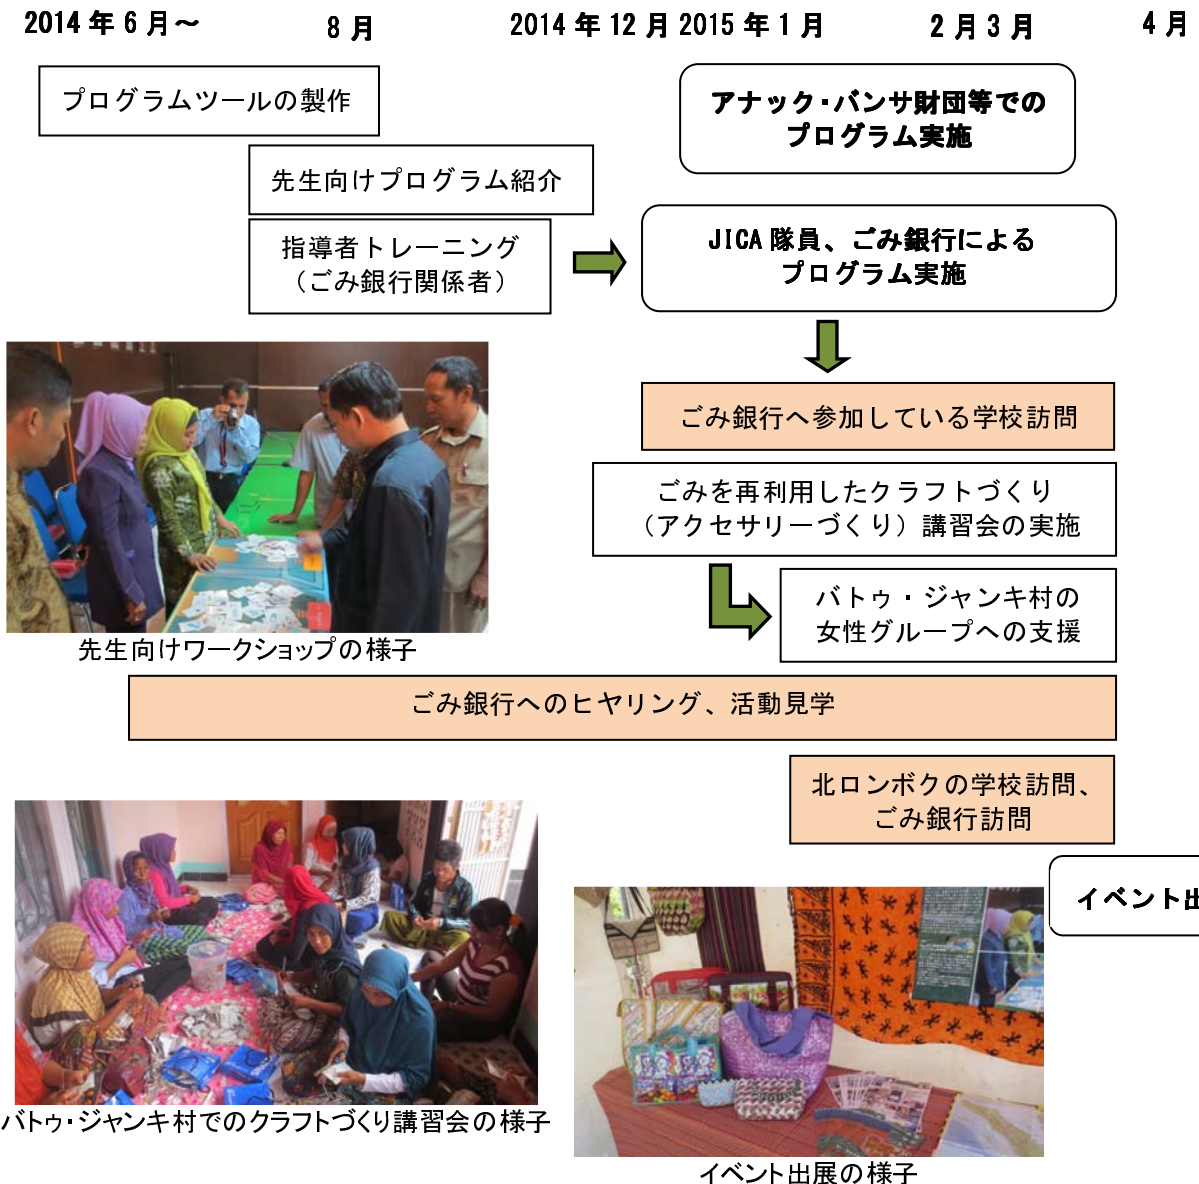 2014 年 6 月～ 8 月 2014 年 12 月 2015 年 1 月 2 月 3 月 4 月
プログラムツールの製作
アナック・バンサ財団等での
プログラム実施
先生向けプログラム紹介
指導者トレーニング
（ごみ銀行関係者）
JICA 隊員、ごみ銀行による
プログラム実施
ごみ銀行へ参加している学校訪問
ごみを再利用したクラフトづくり
（アクセサリーづくり）講習会の実施
バトゥ・ジャンキ村の
女性グループへの支援
先生向けワークショップの様子
ごみ銀行へのヒヤリング、活動見学
北ロンボクの学校訪問、
ごみ銀行訪問
イベント出
バトゥ・ジャンキ村でのクラフトづくり講習会の様子
イベント出展の様子